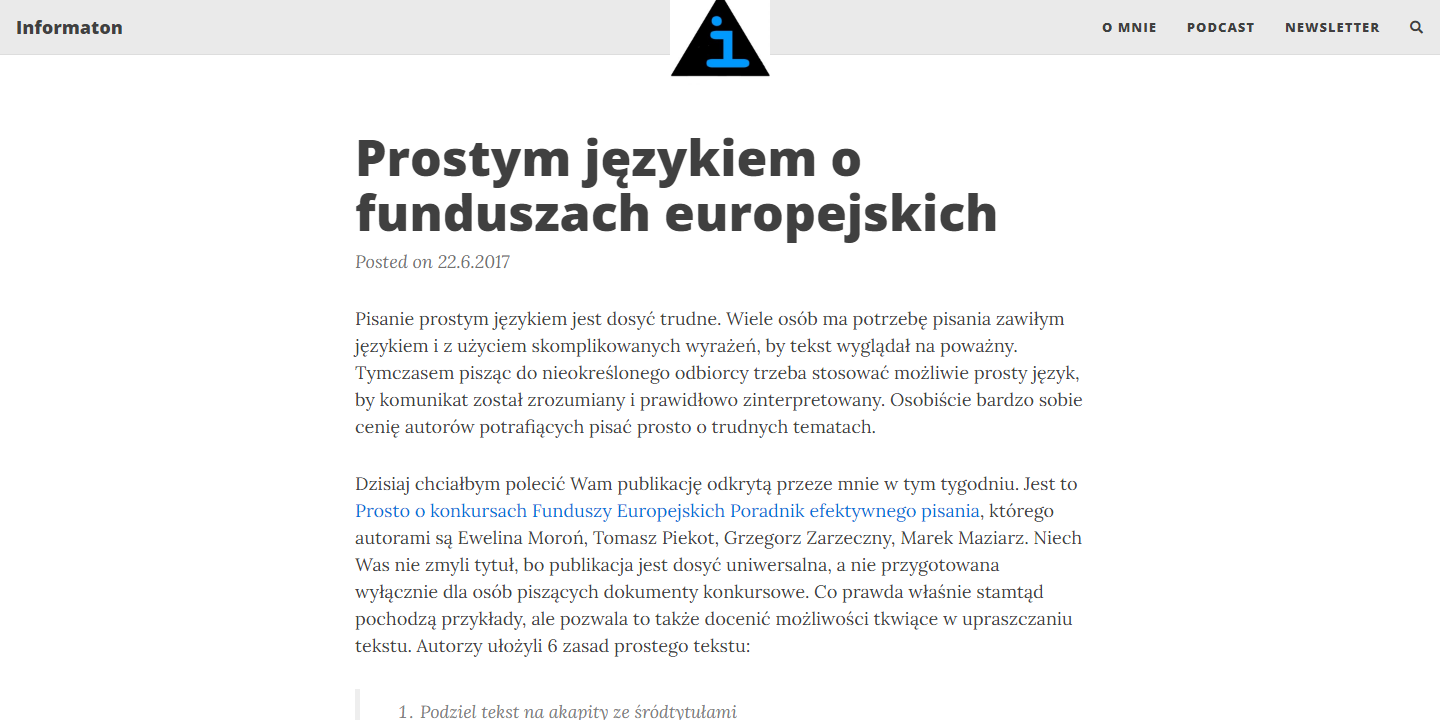 Informaton
i
O MNIE
PODCAST
NEWSLETTER
Prostym językiem o
funduszach europejskich
Posted on 22.6.2017
Pisanie prostym językiem jest dosyć trudne. Wiele osób ma potrzebę pisania zawiłym
językiem i z użyciem skomplikowanych wyrażeń, by tekst wyglądał na poważny.
Tymczasem pisząc do nieokreślonego odbiorcy trzeba stosować możliwie prosty język,
by komunikat został zrozumiany i prawidłowo zinterpretowany. Osobiście bardzo sobie
cenię autorów potrafiących pisać prosto o trudnych tematach.
Dzisiaj chciałbym polecić Wam publikację odkrytą przeze mnie w tym tygodniu. Jest to
Prosto o konkursach Funduszy Europejskich Poradnik efektywnego pisania, którego
autorami są Ewelina Moroń, Tomasz Piekot, Grzegorz Zarzeczny, Marek Maziarz. Niech
Was nie zmyli tytuł, bo publikacja jest dosyć uniwersalna, a nie przygotowana
wyłącznie dla osób piszących dokumenty konkursowe. Co prawda właśnie stamtąd
pochodzą przykłady, ale pozwala to także docenić możliwości tkwiące w upraszczaniu
tekstu. Autorzy ułożyli 6 zasad prostego tekstu:
1. Podziel tekst na akapity ze śródtytułami